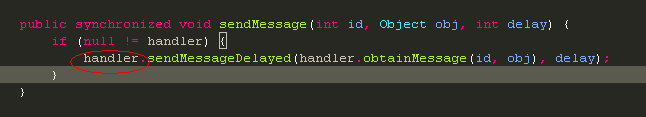 public synchronized void sendMessage(int id, Object obj, int delay) {
if (null != handler) {
handler.sendMessageDelayed(handler.obtainMessage(id, obj), delay);
}
}